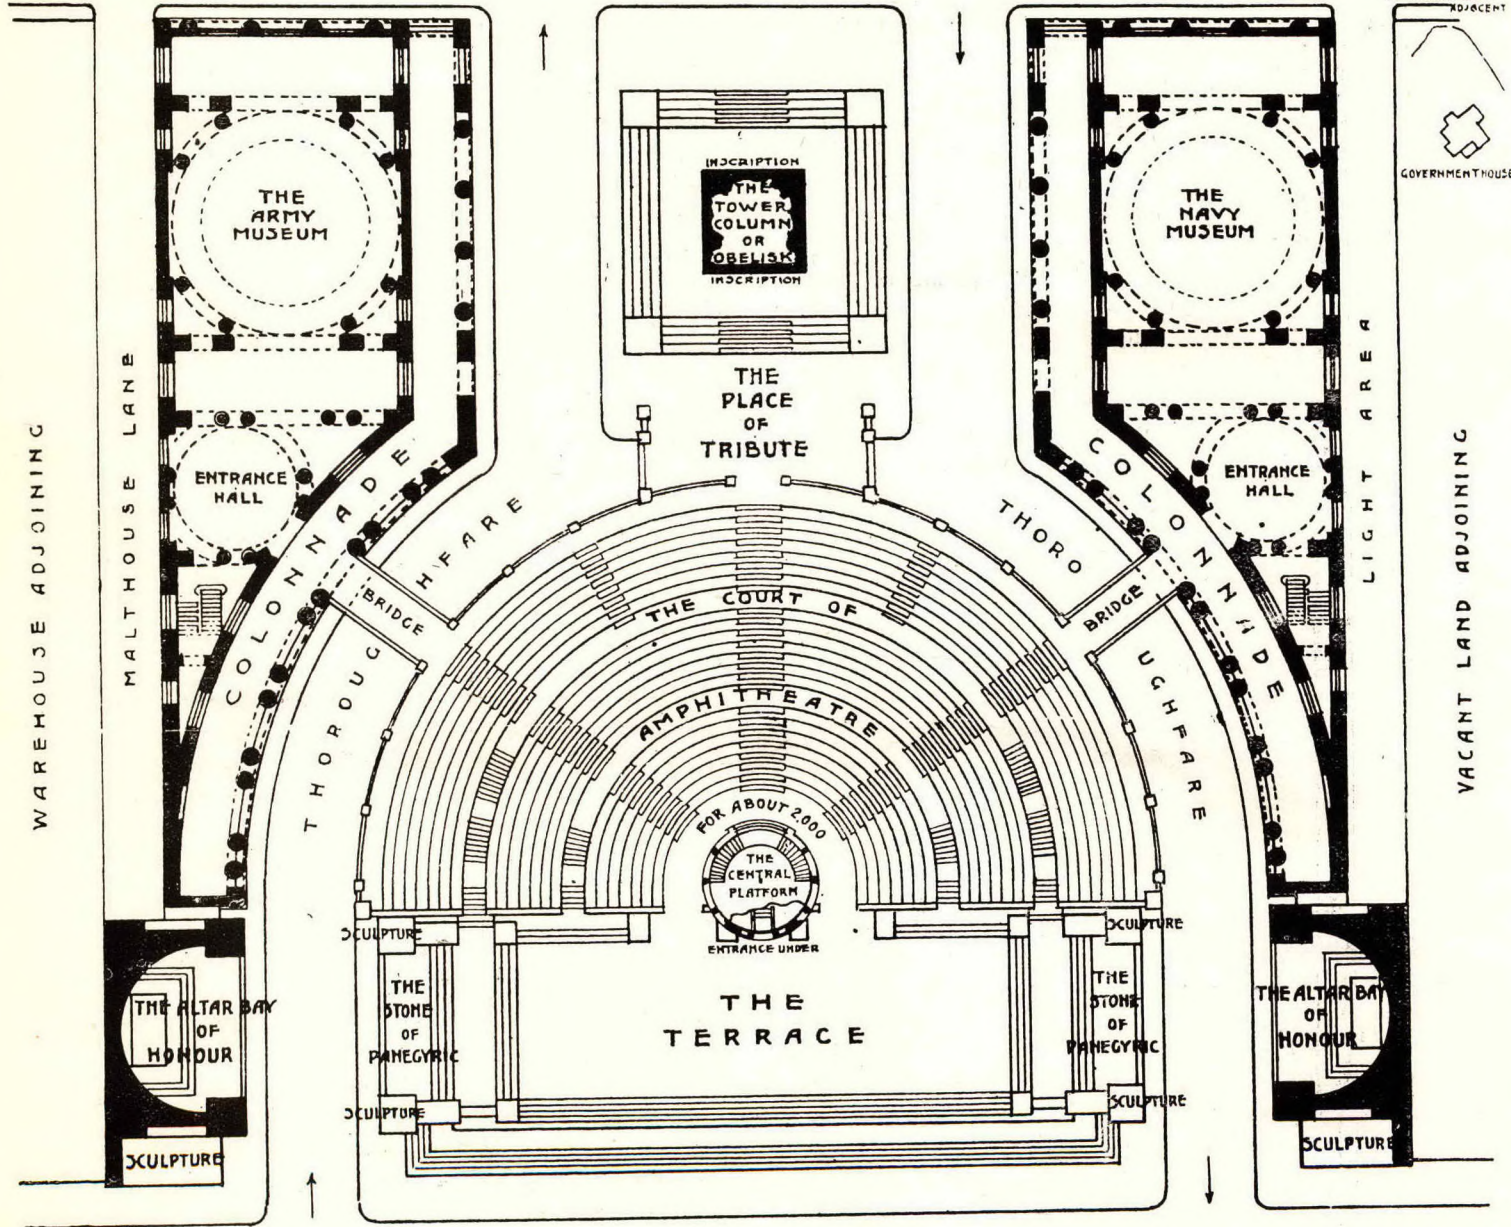 ADJACENT
GOVERNMENT HOUSE
THE
ARMY
MUSEUM
INSCRIPTION
THE
TOWER
COLUMN
OR
OBELISK
INSCRIPTION
THE
NAVY
MUSEUM
THE
PLACE
OF
TRIBUTE
WAREHOUSE ADJOINING
MALTHOUSE LANE
ENTRANCE
HALL
COLONNADE
THOROUGHFARE
BRIDGE
THE COURT OF
AMPHITHEATRE
FOR ABOUT 2,000
THE
CENTRAL
PLATFORM
ENTRANCE UNDER
THOROUGHFARE
BRIDGE
COLONNADE
ENTRANCE
HALL
LIGHT AREA
VACANT LAND ADJOINING
SCULPTURE
SCULPTURE
THE ALTAR BAY
OF
HONOUR
THE
STONE
OF
PANEGYRIC
THE
TERRACE
THE
STONE
OF
PANEGYRIC
THE ALTAR BAY
OF
HONOUR
SCULPTURE
SCULPTURE
SCULPTURE
SCULPTURE